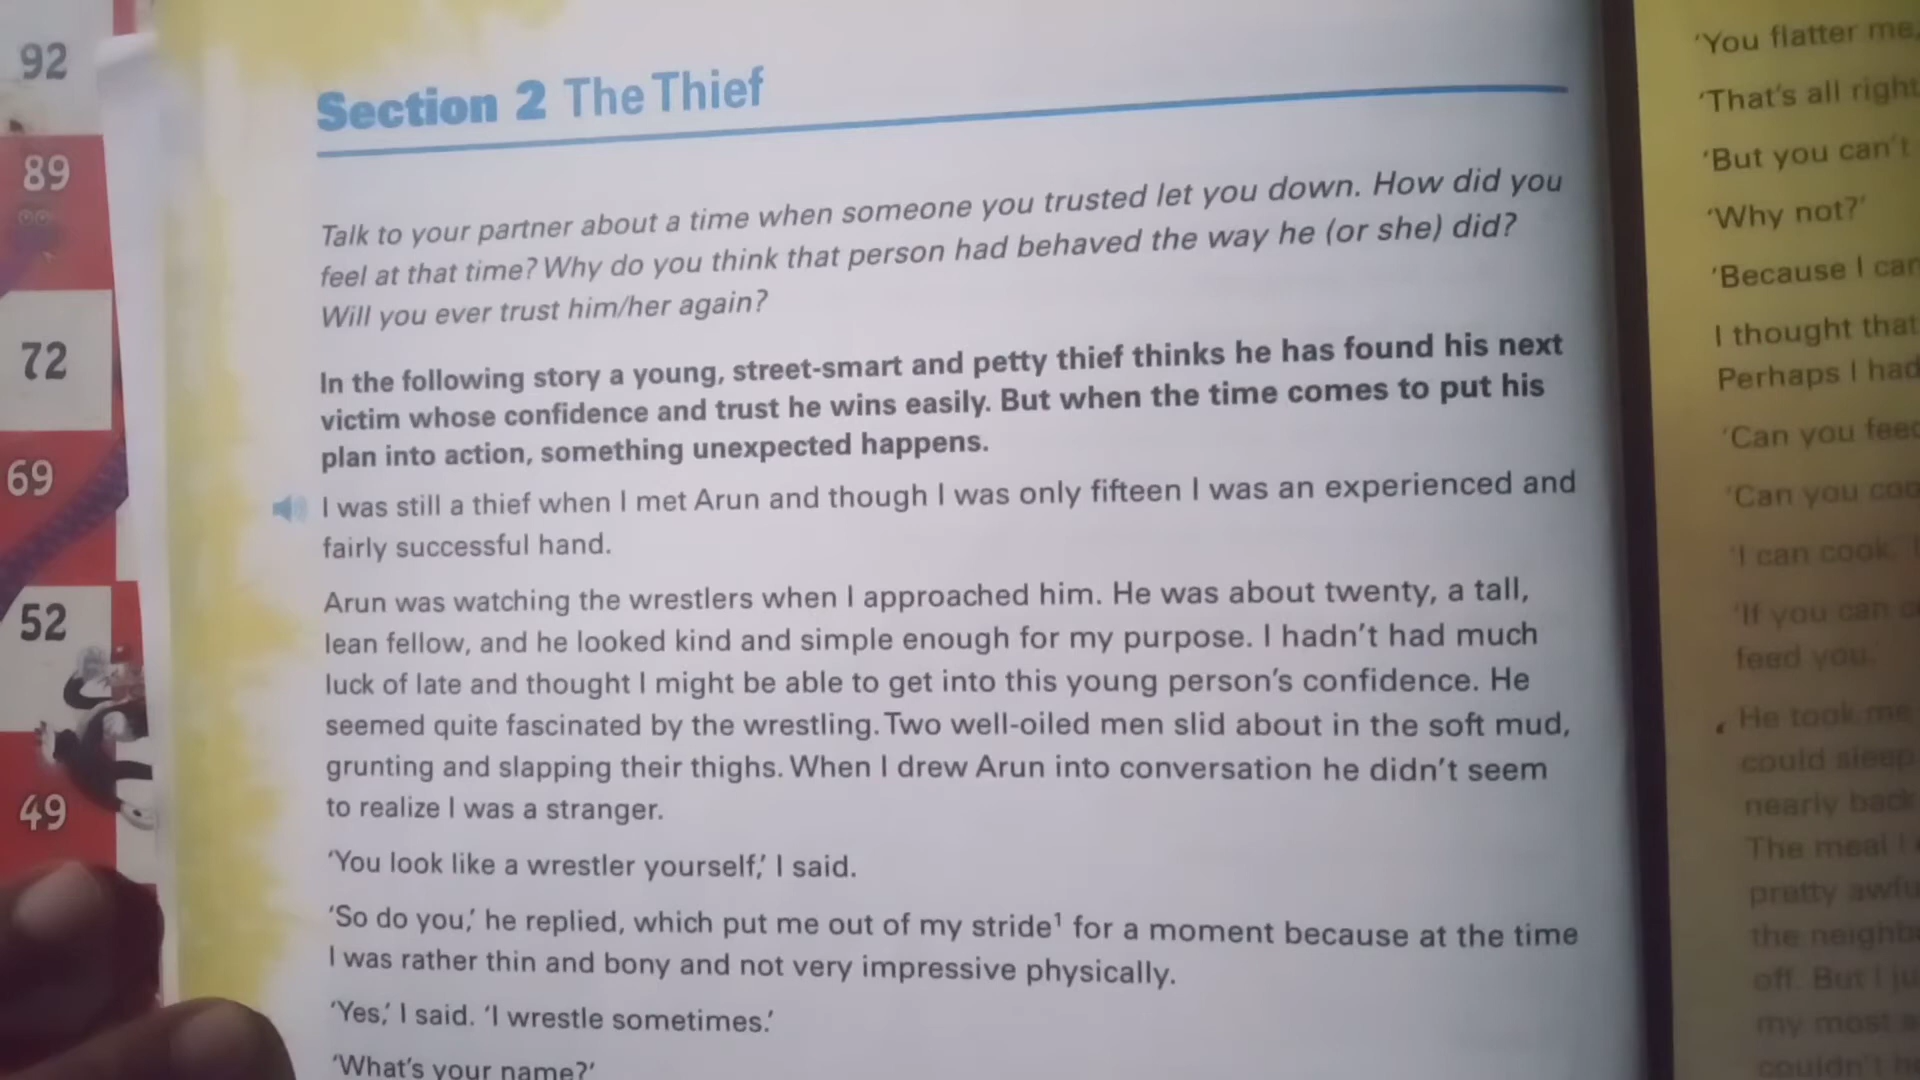 92
89
72
69
52
49
Section 2 The Thief
Talk to your partner about a time when someone you trusted let you down. How did you
feel at that time? Why do you think that person had behaved the way he (or she) did?
Will you ever trust him/her again?
In the following story a young, street-smart and petty thief thinks he has found his next
victim whose confidence and trust he wins easily. But when the time comes to put his
plan into action, something unexpected happens.
I was still a thief when I met Arun and though I was only fifteen I was an experienced and
fairly successful hand.
Arun was watching the wrestlers when I approached him. He was about twenty, a tall,
lean fellow, and he looked kind and simple enough for my purpose. I hadn't had much
luck of late and thought I might be able to get into this young person's confidence. He
seemed quite fascinated by the wrestling. Two well-oiled men slid about in the soft mud,
grunting and slapping their thighs. When I drew Arun into conversation he didn't seem
to realize I was a stranger.
'You look like a wrestler yourself,' I said.
'So do you,' he replied, which put me out of my stride¹ for a moment because at the time
I was rather thin and bony and not very impressive physically.
'Yes,' I said. 'I wrestle sometimes.'
'What's your name?'
'You flatter me,
'That's all right
'But you can't
'Why not?'
'Because I
I thought that
Perhaps I had
'Can you
'Can you
'I can cook.
'If you can
feed you.
He took me
could sleep
nearly back
The meal I
pretty
the
off. But I
my most
couldn't